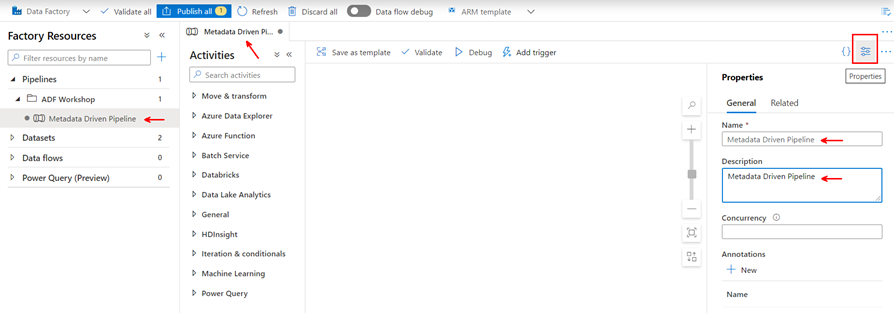 Data Factory Validate all Publish all 1 Refresh Discard all Data flow debug ARM template
Factory Resources
Filter resources by name
Pipelines 1
ADF Workshop 1
Metadata Driven Pipeline
Datasets 2
Data flows 0
Power Query (Preview) 0
Metadata Driven Pi...
Activities
Search activities
Move & transform
Azure Data Explorer
Azure Function
Batch Service
Databricks
Data Lake Analytics
General
HDInsight
Iteration & conditionals
Machine Learning
Power Query
Save as template Validate Debug Add trigger
Properties
Properties
General Related
Name *
Metadata Driven Pipeline
Description
Metadata Driven Pipeline
Concurrency
Annotations
New
Name